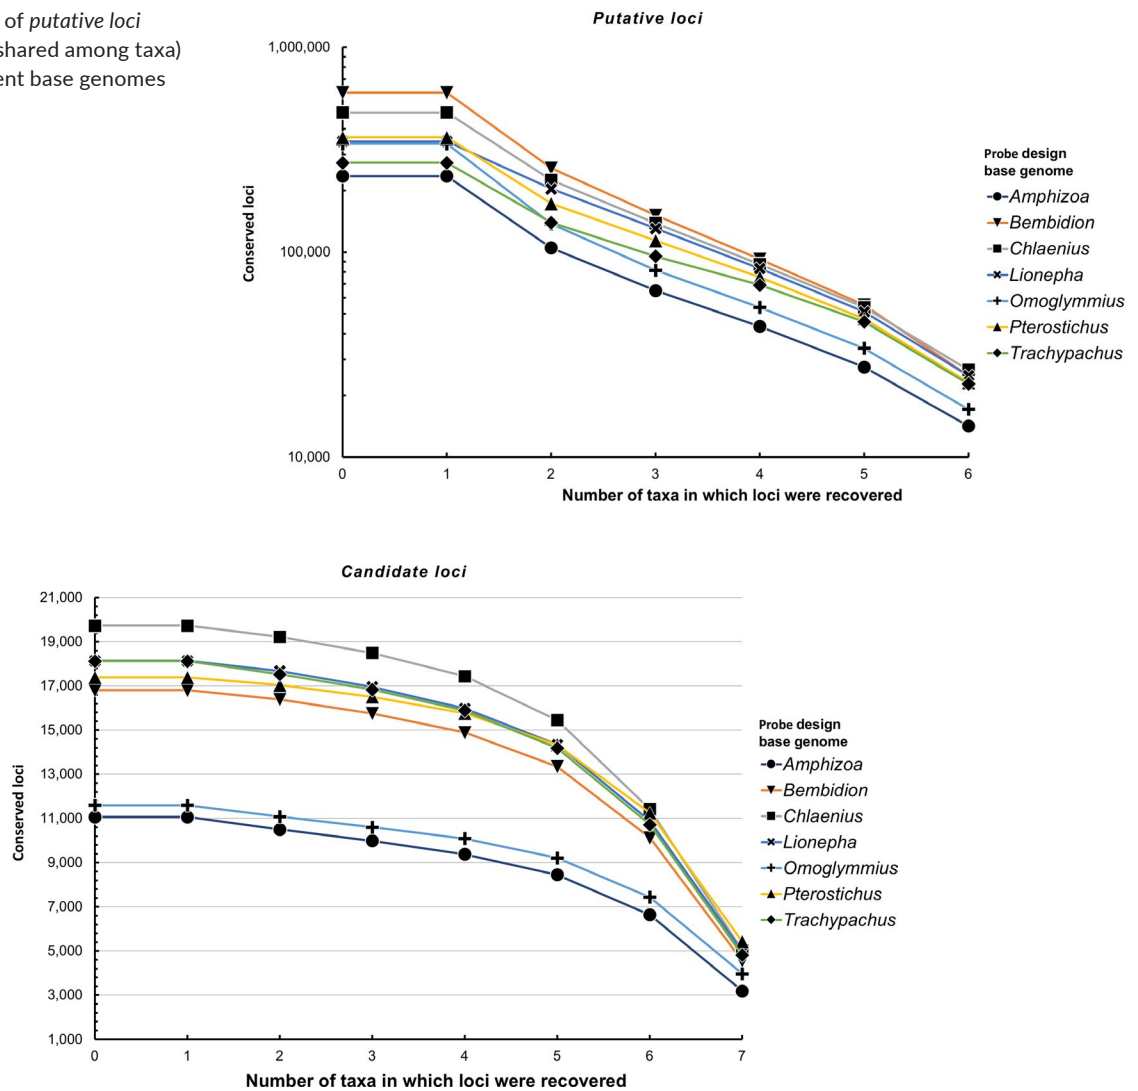 of putative loci
shared among taxa)
ent base genomes
Putative loci
1,000,000
100,000
10,000
Conserved loci
0 1 2 3 4 5 6
Number of taxa in which loci were recovered
Probe design
base genome
Amphizoa
Bembidion
Chlaenius
Lionepha
Omoglymmius
Pterostichus
Trachypachus
Candidate loci
21,000
19,000
17,000
15,000
13,000
11,000
9,000
7,000
5,000
3,000
1,000
Conserved loci
0 1 2 3 4 5 6 7
Number of taxa in which loci were recovered
Probe design
base genome
Amphizoa
Bembidion
Chlaenius
Lionepha
Omoglymmius
Pterostichus
Trachypachus